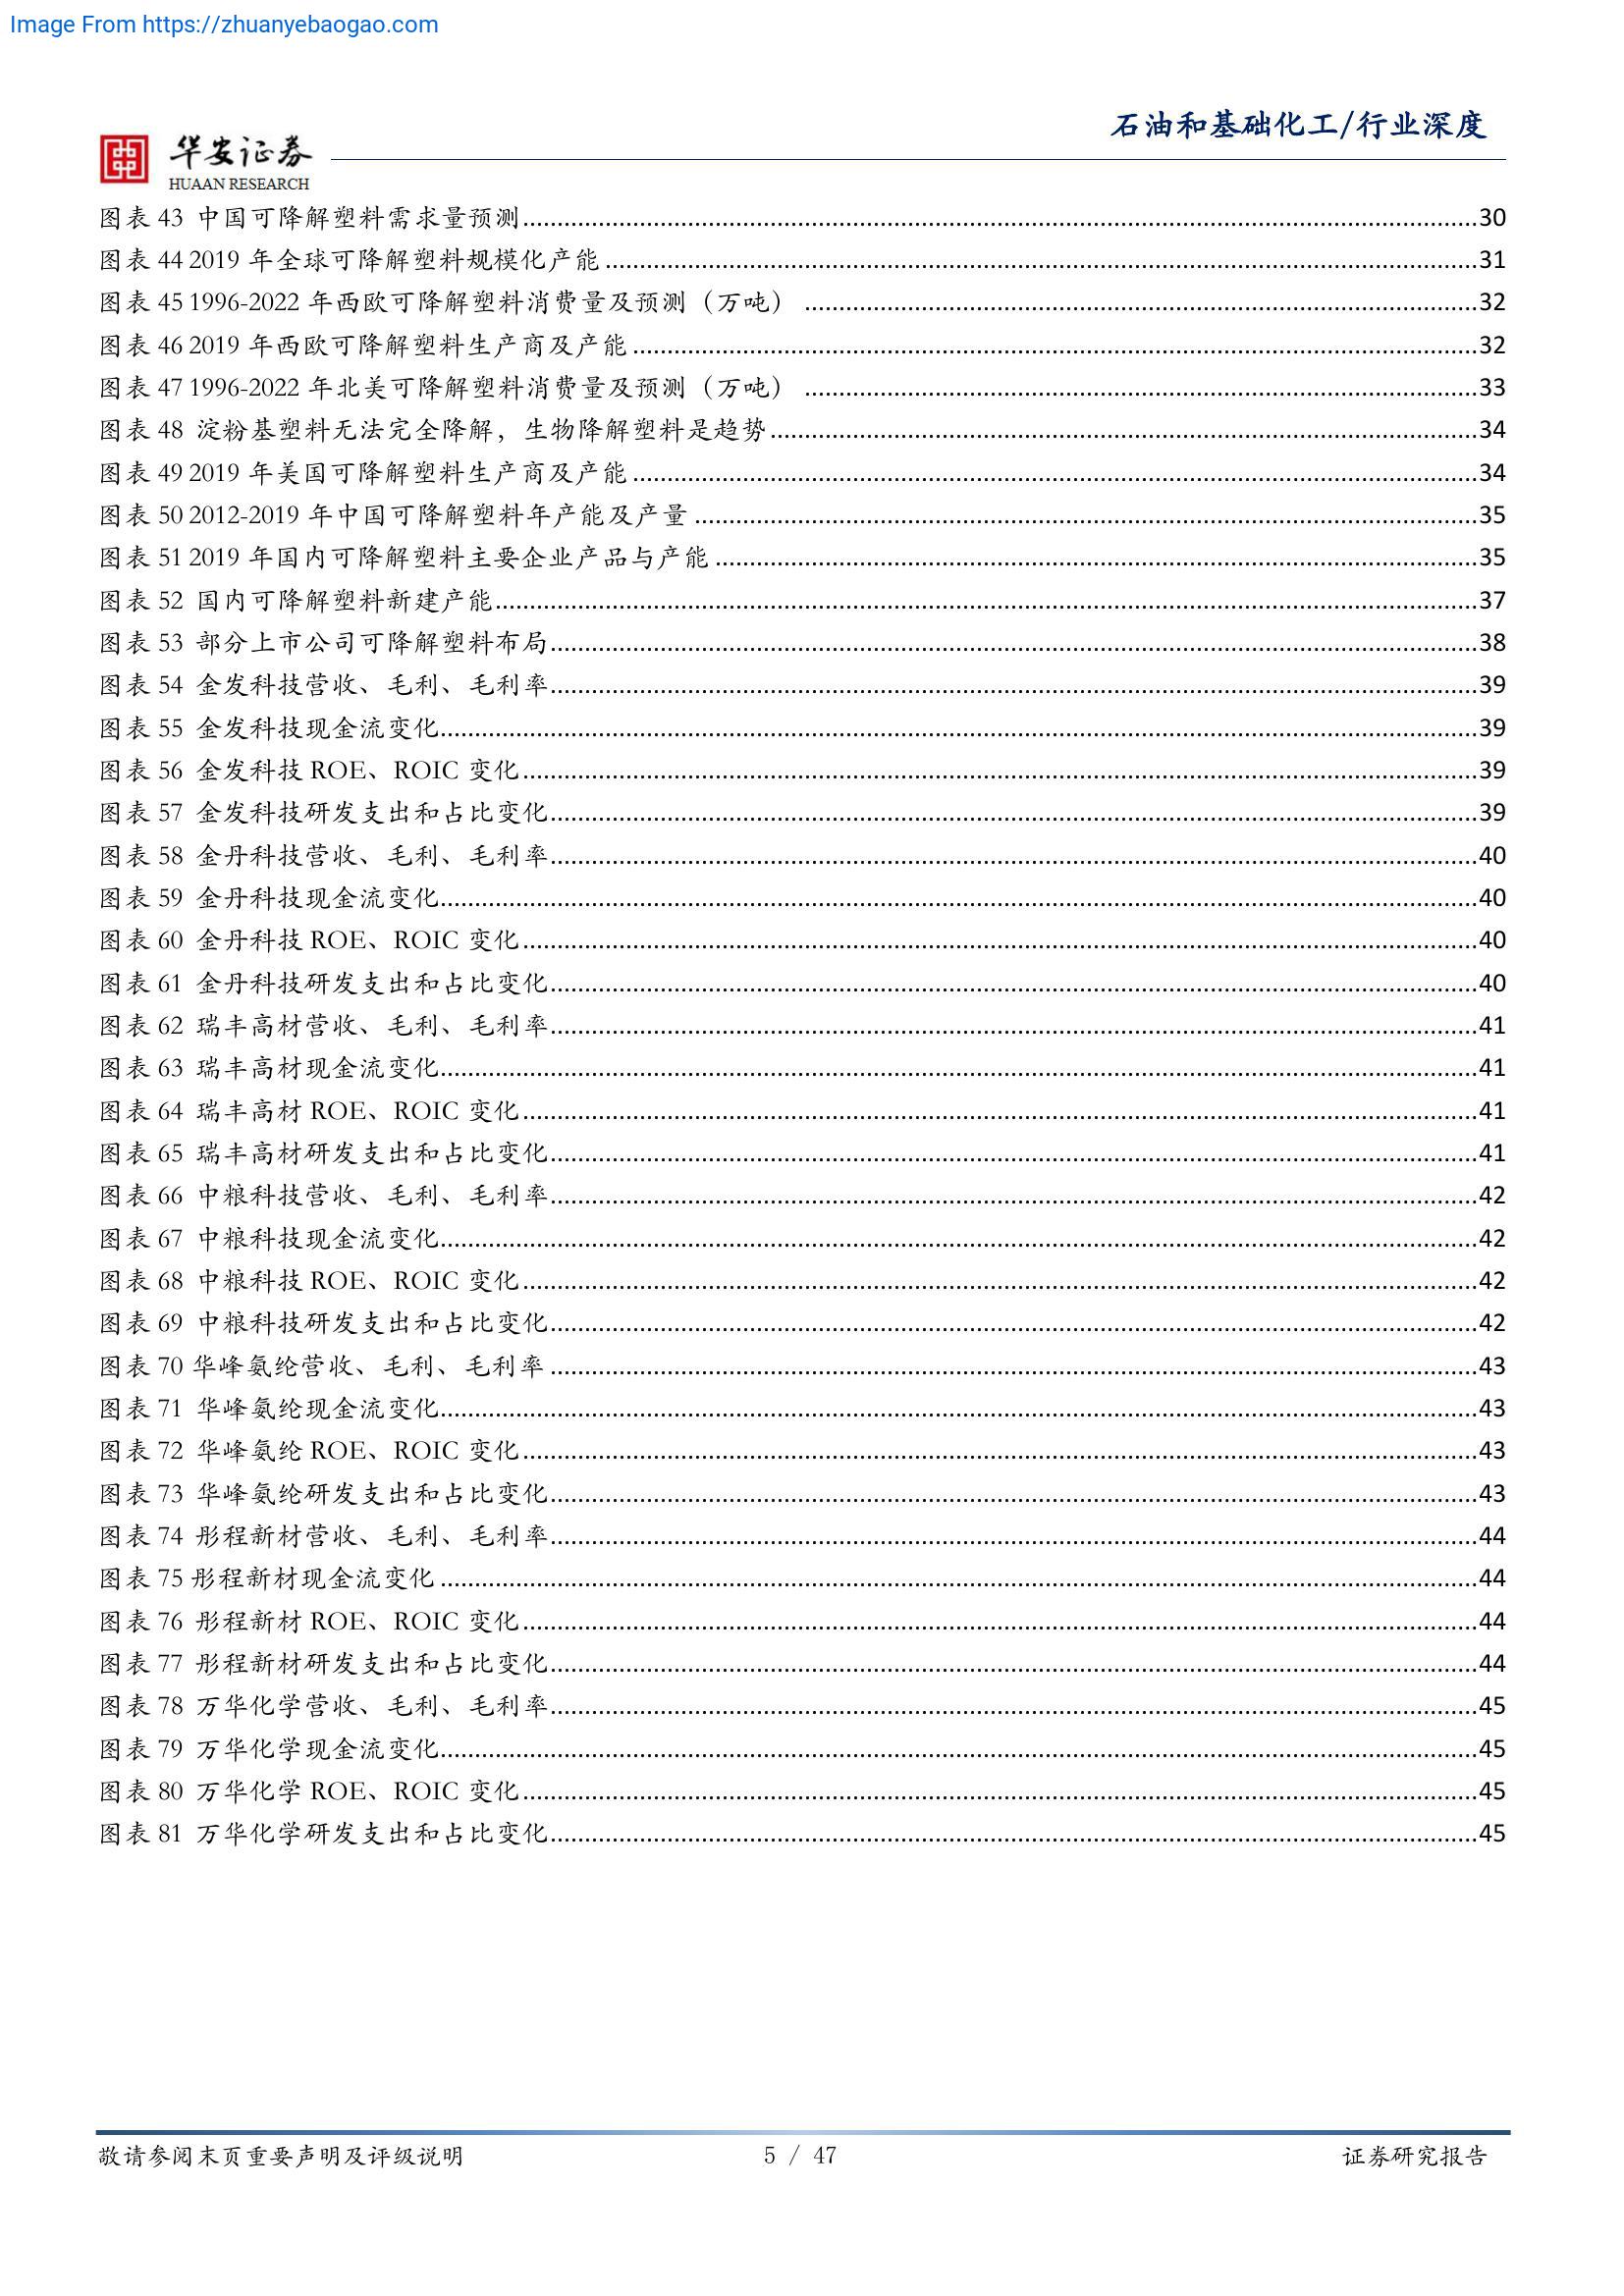 Image From https://zhuanyebaogao.com
石油和基础化工/行业深度
华安证券
HUAAN RESEARCH
图表 43 中国可降解塑料需求量预测 30
图表 44 2019 年全球可降解塑料规模化产能 31
图表 45 1996-2022 年西欧可降解塑料消费量及预测（万吨） 32
图表 46 2019 年西欧可降解塑料生产商及产能 32
图表 47 1996-2022 年北美可降解塑料消费量及预测（万吨） 33
图表 48 淀粉基塑料无法完全降解，生物降解塑料是趋势 34
图表 49 2019 年美国可降解塑料生产商及产能 34
图表 50 2012-2019 年中国可降解塑料年产能及产量 35
图表 51 2019 年国内可降解塑料主要企业产品与产能 35
图表 52 国内可降解塑料新建产能 37
图表 53 部分上市公司可降解塑料布局 38
图表 54 金发科技营收、毛利、毛利率 39
图表 55 金发科技现金流变化 39
图表 56 金发科技 ROE、ROIC 变化 39
图表 57 金发科技研发支出和占比变化 39
图表 58 金丹科技营收、毛利、毛利率 40
图表 59 金丹科技现金流变化 40
图表 60 金丹科技 ROE、ROIC 变化 40
图表 61 金丹科技研发支出和占比变化 40
图表 62 瑞丰高材营收、毛利、毛利率 41
图表 63 瑞丰高材现金流变化 41
图表 64 瑞丰高材 ROE、ROIC 变化 41
图表 65 瑞丰高材研发支出和占比变化 41
图表 66 中粮科技营收、毛利、毛利率 42
图表 67 中粮科技现金流变化 42
图表 68 中粮科技 ROE、ROIC 变化 42
图表 69 中粮科技研发支出和占比变化 42
图表 70 华峰氨纶营收、毛利、毛利率 43
图表 71 华峰氨纶现金流变化 43
图表 72 华峰氨纶 ROE、ROIC 变化 43
图表 73 华峰氨纶研发支出和占比变化 43
图表 74 彤程新材营收、毛利、毛利率 44
图表 75 彤程新材现金流变化 44
图表 76 彤程新材 ROE、ROIC 变化 44
图表 77 彤程新材研发支出和占比变化 44
图表 78 万华化学营收、毛利、毛利率 45
图表 79 万华化学现金流变化 45
图表 80 万华化学 ROE、ROIC 变化 45
图表 81 万华化学研发支出和占比变化 45
敬请参阅末页重要声明及评级说明 5 / 47 证券研究报告